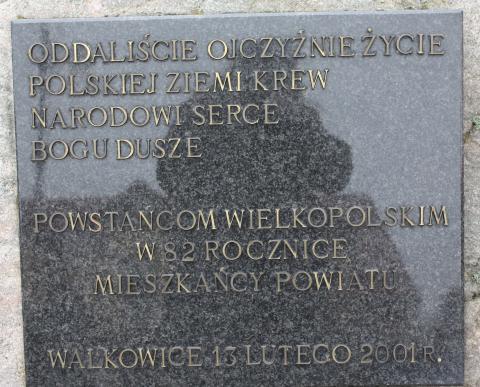 ODDALIŚCIE OJCZYŹNIE ŻYCIE
POLSKIEJ ZIEMI KREW
NARODOWI SERCE
BOGU DUSZE
POWSTAŃCOM WIELKOPOLSKIM
W 82 ROCZNICE
MIESZKAŃCY POWIATU
WALKOWICE 13 LUTEGO 2001 R.